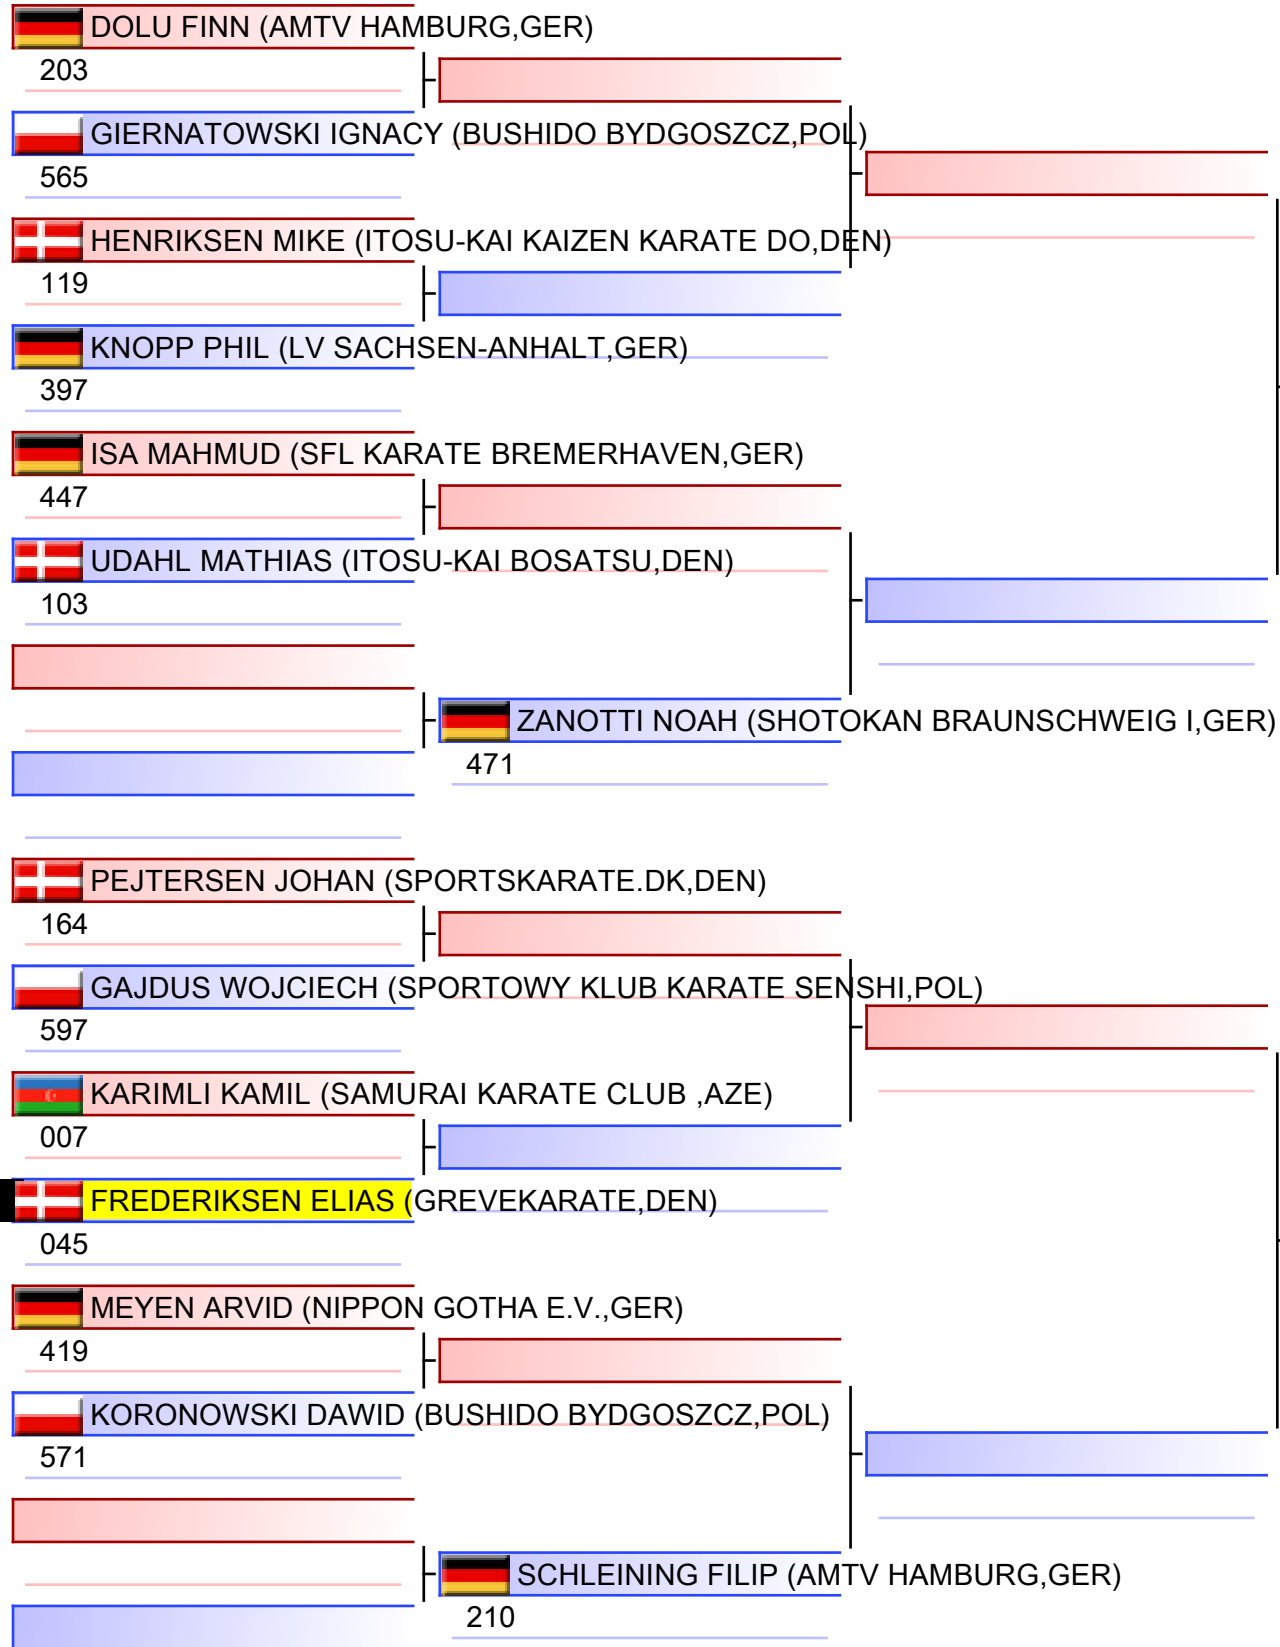 DOLU FINN (AMTV HAMBURG,GER)
203
GIERNATOWSKI IGNACY (BUSHIDO BYDGOSZCZ,POL)
565
HENRIKSEN MIKE (ITOSU-KAI KAIZEN KARATE DO,DEN)
119
KNOPP PHIL (LV SACHSEN-ANHALT,GER)
397
ISA MAHMUD (SFL KARATE BREMERHAVEN,GER)
447
UDAHL MATHIAS (ITOSU-KAI BOSATSU,DEN)
103
ZANOTTI NOAH (SHOTOKAN BRAUNSCHWEIG I,GER)
471
PEJTERSEN JOHAN (SPORTSKARATE.DK,DEN)
164
GAJDUS WOJCIECH (SPORTOWY KLUB KARATE SENSHI,POL)
597
KARIMLI KAMIL (SAMURAI KARATE CLUB ,AZE)
007
FREDERIKSEN ELIAS (GREVEKARATE,DEN)
045
MEYEN ARVID (NIPPON GOTHA E.V.,GER)
419
KORONOWSKI DAWID (BUSHIDO BYDGOSZCZ,POL)
571
SCHLEINING FILIP (AMTV HAMBURG,GER)
210